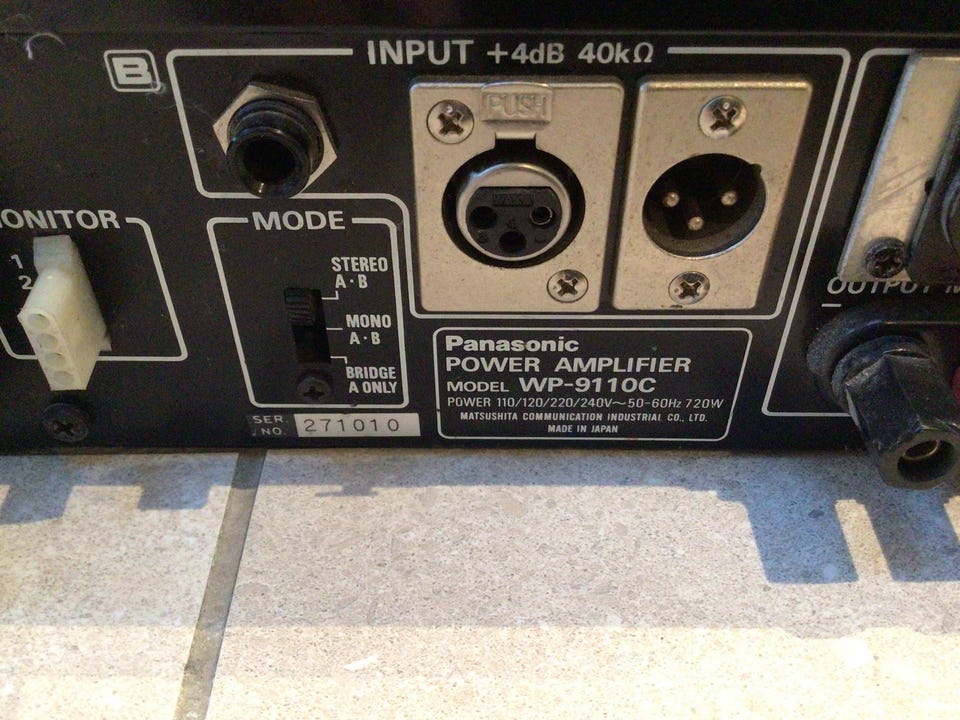 B
INPUT +4dB 40kΩ
PUSH
ONITOR
1
2
MODE
STEREO
A·B
MONO
A·B
BRIDGE
A ONLY
SER.
NO. 271010
Panasonic
POWER AMPLIFIER
MODEL WP-9110C
POWER 110/120/220/240V～50-60Hz 720W
MATSUSHITA COMMUNICATION INDUSTRIAL CO., LTD.
MADE IN JAPAN
OUTPUT